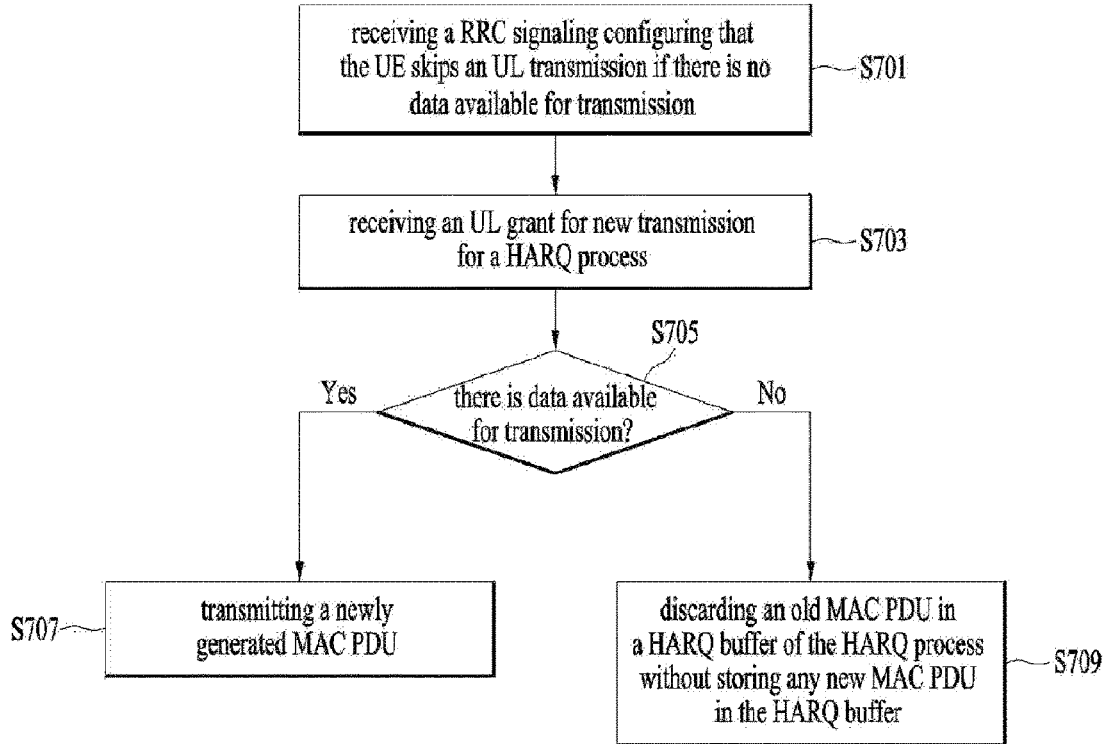 receiving a RRC signaling configuring that
the UE skips an UL transmission if there is no
data available for transmission
S701
receiving an UL grant for new transmission
for a HARQ process
S703
S705
Yes
there is data available
for transmission?
No
S707
transmitting a newly
generated MAC PDU
discarding an old MAC PDU in
a HARQ buffer of the HARQ process
without storing any new MAC PDU
in the HARQ buffer
S709